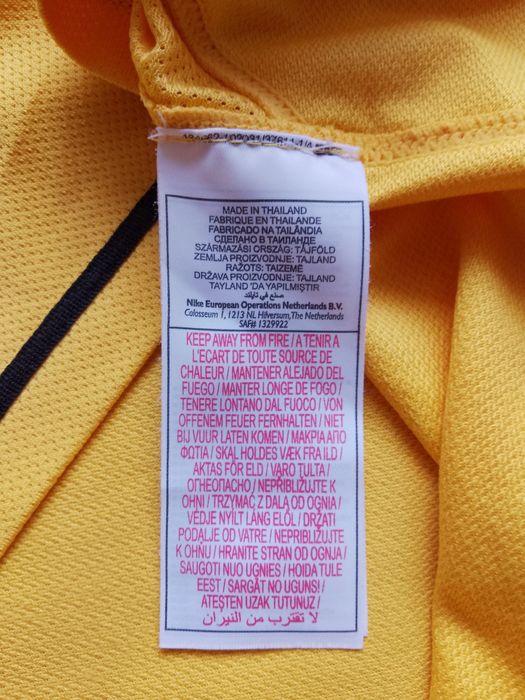 MADE IN THAILAND
FABRIQUE EN THAILANDE
FABRICADO NA TAILÂNDIA
СДЕЛАНО В ТАИЛАНДЕ
SZÁRMAZÁSI ORSZÁG: TÁJFÖLD
ZEMLJA PROIZVODNJE: TAJLAND
RAŽOTS: TAIZEMĒ
DRŽAVA PROIZVODNJE: TAJLAND
TAYLAND 'DA YAPILMIŞTIR
صنع في تايلند
Nike European Operations Netherlands B.V.
Colosseum 1, 1213 NL Hilversum, The Netherlands
SAF# 1329922
KEEP AWAY FROM FIRE / A TENIR A
L'ECART DE TOUTE SOURCE DE
CHALEUR / MANTENER ALEJADO DEL
FUEGO / MANTER LONGE DE FOGO /
TENERE LONTANO DAL FUOCO / VON
OFFENEM FEUER FERNHALTEN / NIET
BIJ VUUR LATEN KOMEN / ΜΑΚΡΙΑ ΑΠΟ
ΦΩΤΙΑ / SKAL HOLDES VÆK FRA ILD /
AKTAS FÖR ELD / VARO TULTA /
ОГНЕОПАСНО / NEPŘIBLIŽUJTE K
OHNI / TRZYMAĆ Z DALA OD OGNIA /
VÉDJE NYÍLT LÁNG ELŐL / DRŽATI
PODALJE OD VATRE / NEPRIBLIŽUJTE
K OHŇU / HRANITE STRAN OD OGNJA /
SAUGOTI NUO UGNIES / HOIDA TULE
EEST / SARGĀT NO UGUNS! /
ATEŞTEN UZAK TUTUNUZ /
لا تقترب من النيران